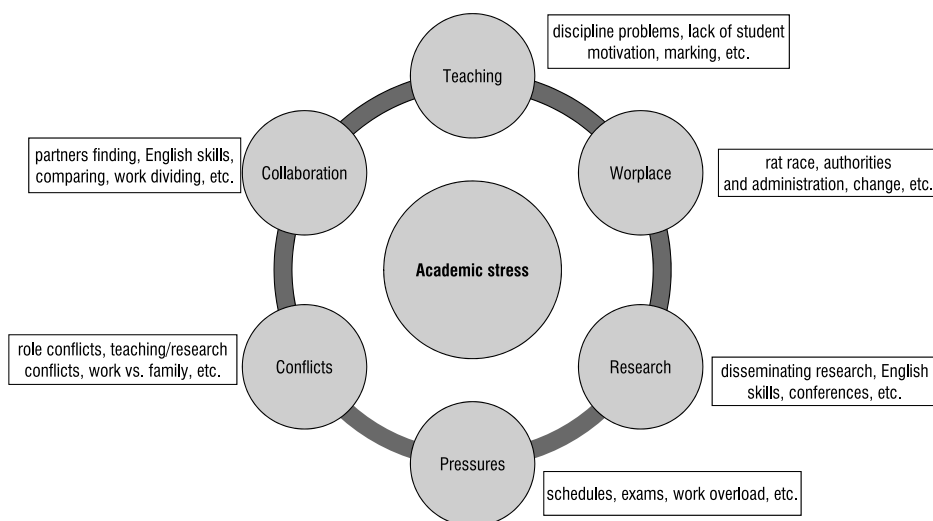 discipline problems, lack of student
motivation, marking, etc.
Teaching
partners finding, English skills,
comparing, work dividing, etc.
Collaboration
Worplace
rat race, authorities
and administration, change, etc.
Academic stress
role conflicts, teaching/research
conflicts, work vs. family, etc.
Conflicts
Research
disseminating research, English
skills, conferences, etc.
Pressures
schedules, exams, work overload, etc.